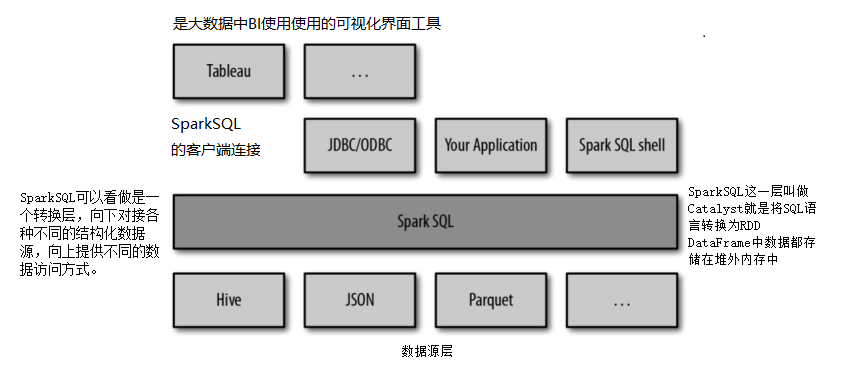 是大数据中BI使用使用的可视化界面工具
Tableau
...
SparkSQL
的客户端连接
JDBC/ODBC
Your Application
Spark SQL shell
SparkSQL可以看做是
一个转换层，向下对接各
种不同的结构化数据
源，向上提供不同的数
据访问方式。
Spark SQL
SparkSQL这一层叫做
Catalyst就是将SQL语
言转换为RDD
DataFrame中数据都存
储在堆外内存中
Hive
JSON
Parquet
...
数据源层